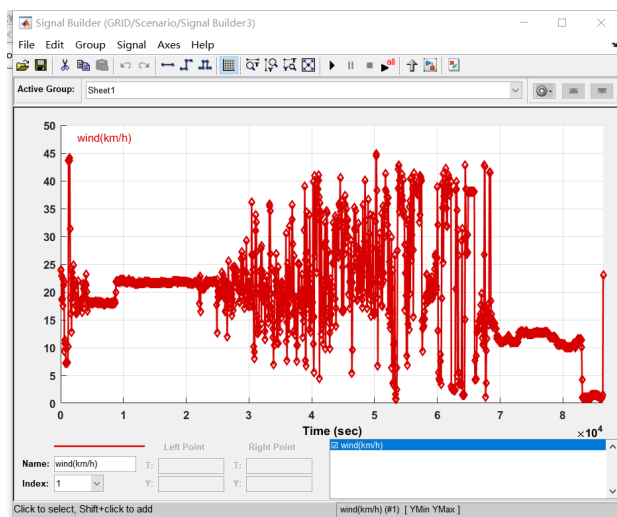 Signal Builder (GRID/Scenario/Signal Builder3)
File Edit Group Signal Axes Help
all
Active Group: Sheet1
50
45
40
35
30
25
20
15
10
5
0
wind(km/h)
0 1 2 3 4 5 6 7 8
×10⁴
Time (sec)
Left Point Right Point
Name: wind(km/h) T: T:
Index: 1 Y: Y:
wind(km/h)
Click to select, Shift+click to add wind(km/h) (#1) [ YMin YMax ]